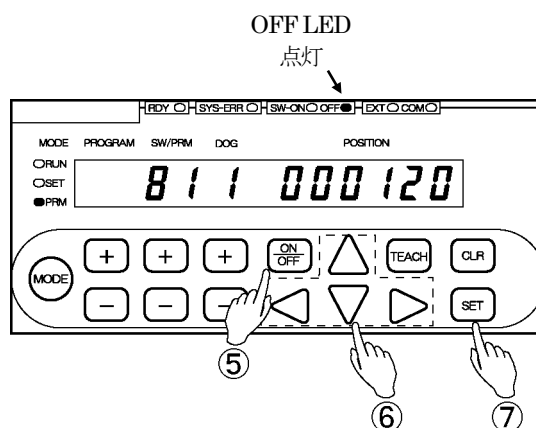 OFF LED
点灯
RDY SYS-ERR SW-ON OFF EXT COM
MODE PROGRAM SW/PRM DOG POSITION
RUN
SET
PRM
811 000120
MODE + + + ON/OFF TEACH CLR
− − − SET
⑤
⑥
⑦